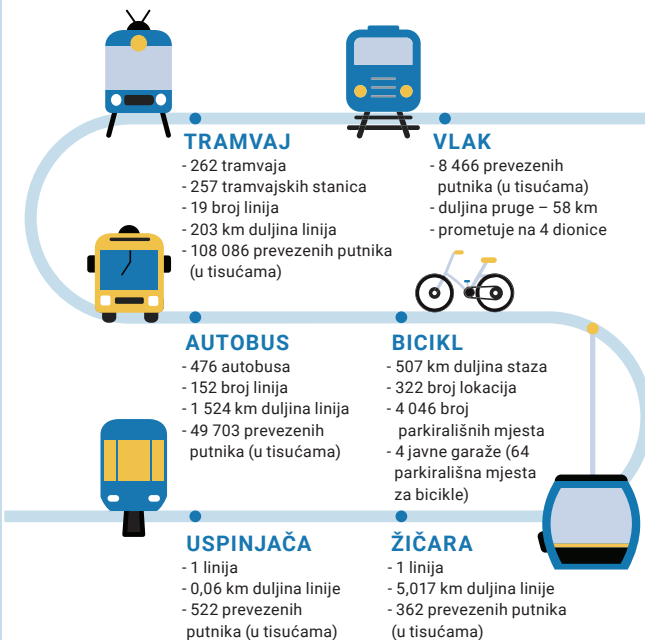 TRAMVAJ
- 262 tramvaja
- 257 tramvajskih stanica
- 19 broj linija
- 203 km duljina linija
- 108 086 prevezenih putnika
(u tisućama)
VLAK
- 8 466 prevezenih
putnika (u tisućama)
- duljina pruge – 58 km
- prometuje na 4 dionice
AUTOBUS
- 476 autobusa
- 152 broj linija
- 1 524 km duljina linija
- 49 703 prevezenih
putnika (u tisućama)
BICIKL
- 507 km duljina staza
- 322 broj lokacija
- 4 046 broj
parkirališnih mjesta
- 4 javne garaže (64
parkirališna mjesta
za bicikle)
USPINJAČA
- 1 linija
- 0,06 km duljina linije
- 522 prevezenih
putnika (u tisućama)
ŽIČARA
- 1 linija
- 5,017 km duljina linije
- 362 prevezenih putnika
(u tisućama)